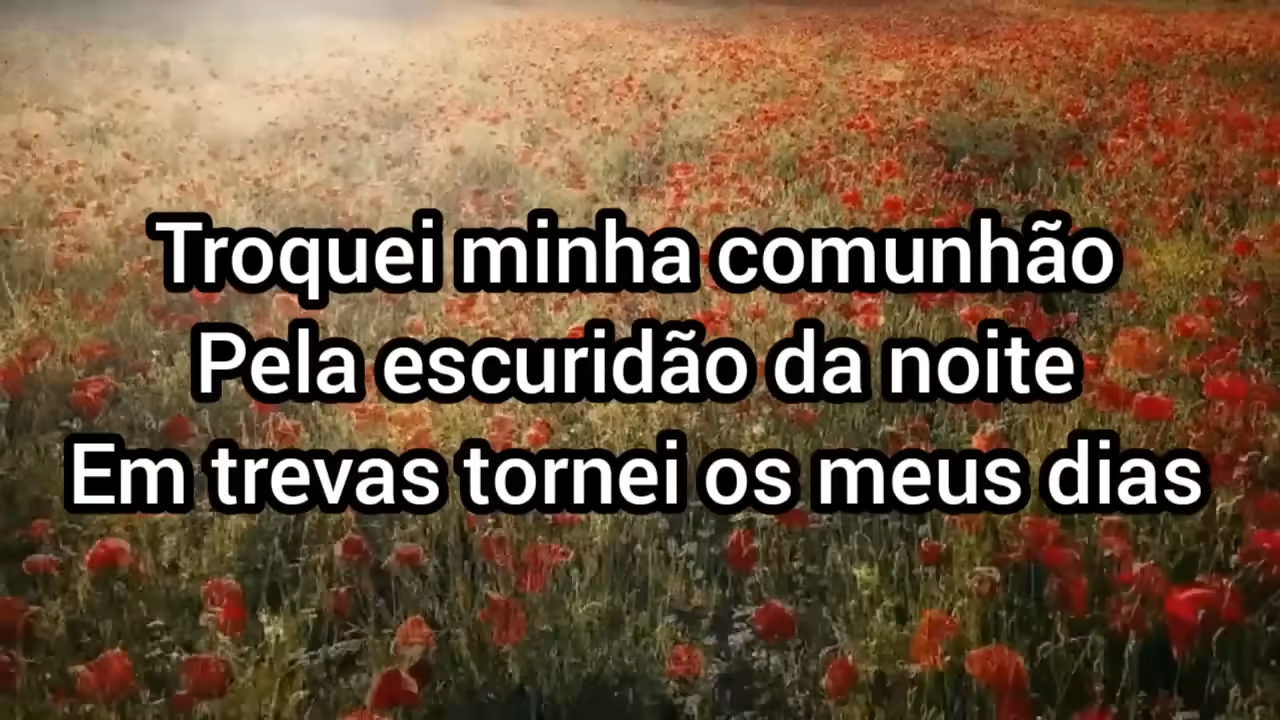 Troquei minha comunhão
Pela escuridão da noite
Em trevas tornei os meus dias